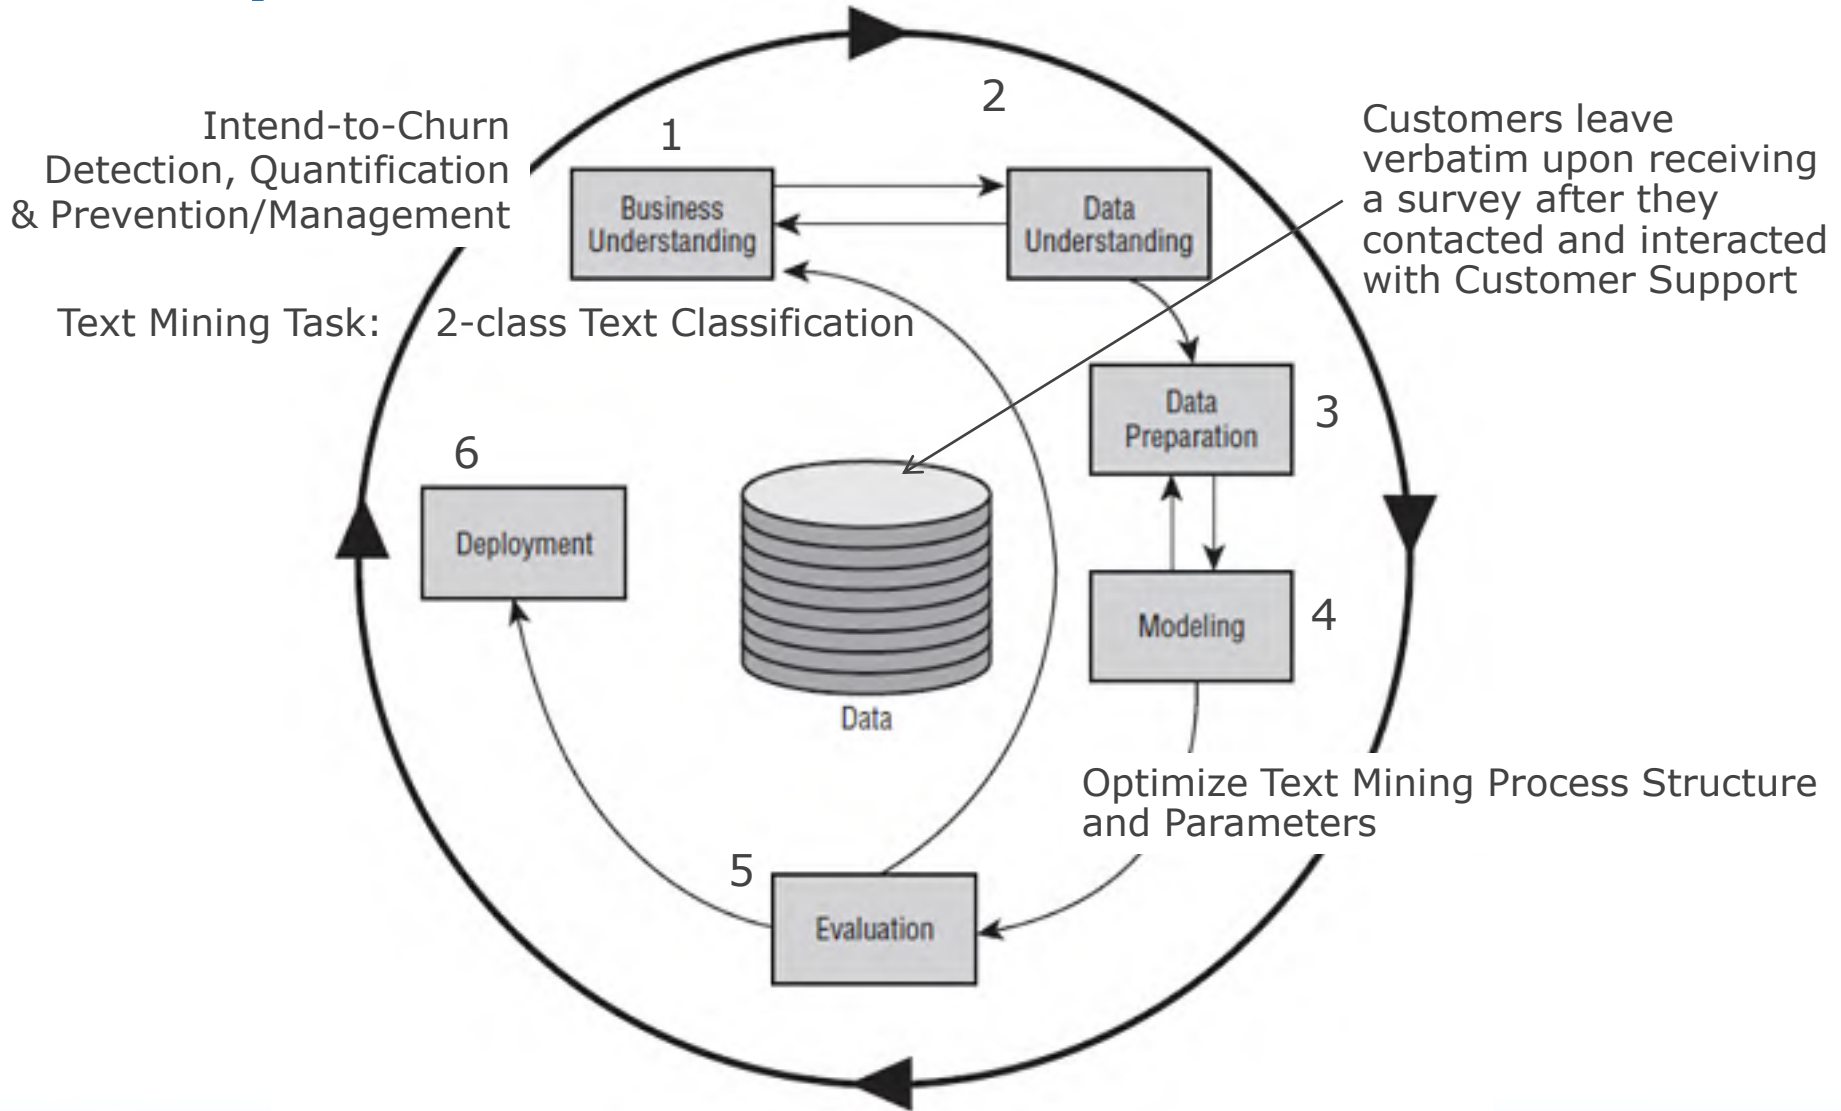 Intend-to-Churn
Detection, Quantification
& Prevention/Management
1
2
Customers leave
verbatim upon receiving
a survey after they
contacted and interacted
with Customer Support
Business
Understanding
Data
Understanding
Text Mining Task: 2-class Text Classification
Data
Preparation
3
6
Deployment
Modeling
4
Data
Optimize Text Mining Process Structure
and Parameters
5
Evaluation